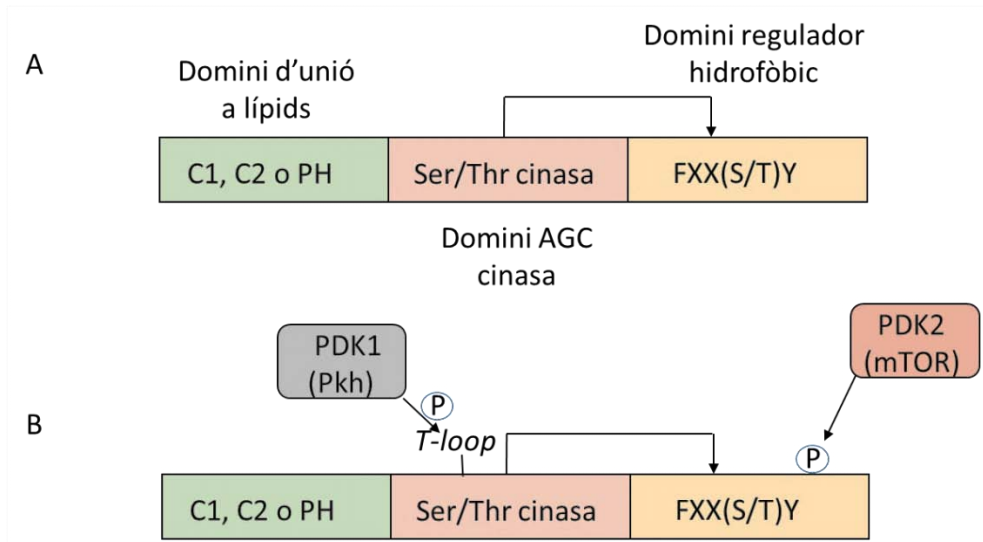 A
Domini d'unió
a lípids
Domini regulador
hidrofòbic
C1, C2 o PH
Ser/Thr cinasa
FXX(S/T)Y
Domini AGC
cinasa
PDK1
(Pkh)
PDK2
(mTOR)
P
B
T-loop
P
C1, C2 o PH
Ser/Thr cinasa
FXX(S/T)Y